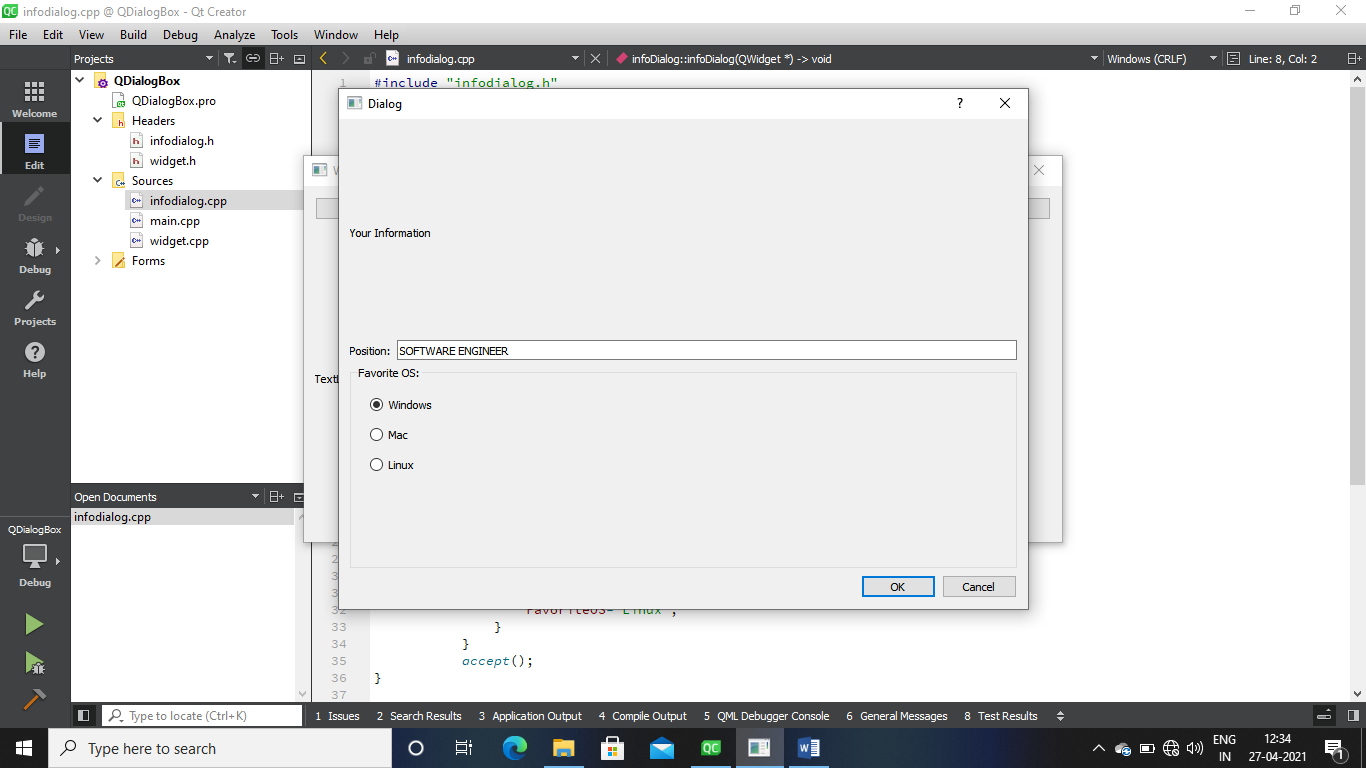 infodialog.cpp @ QDialogBox - Qt Creator
File Edit View Build Debug Analyze Tools Window Help
Projects
infodialog.cpp
infoDialog::infoDialog(QWidget *) -> void
Windows (CRLF)
Line: 8, Col: 2
Welcome
Edit
Design
Debug
Projects
Help
QDialogBox
Debug
QDialogBox
QDialogBox.pro
Headers
infodialog.h
widget.h
Sources
infodialog.cpp
main.cpp
widget.cpp
Forms
Open Documents
infodialog.cpp
1 #include "infodialog.h"
Dialog
?
Your Information
Position: SOFTWARE ENGINEER
Favorite OS:
Windows
Mac
Linux
OK Cancel
33 }
34 }
35 accept();
36 }
37
Type to locate (Ctrl+K)
1 Issues 2 Search Results 3 Application Output 4 Compile Output 5 QML Debugger Console 6 General Messages 8 Test Results
Type here to search
ENG
IN
12:34
27-04-2021
1